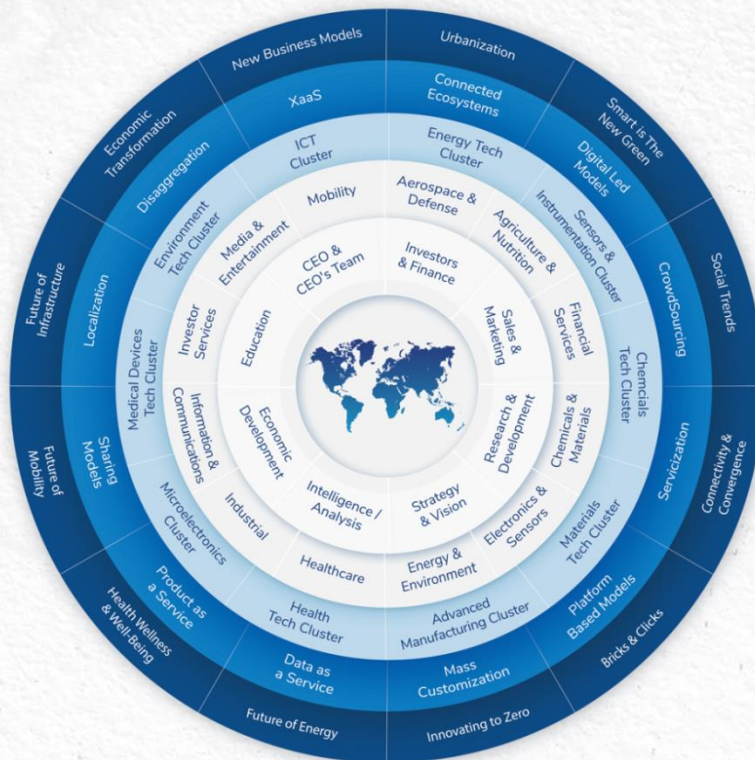 New Business Models
Urbanization
Smart is The
New Green
Social Trends
Connectivity &
Convergence
Bricks & Clicks
Innovating to Zero
Future of Energy
Health Wellness
& Well-Being
Future of
Mobility
Future of
Infrastructure
Economic
Transformation
XaaS
Connected
Ecosystems
Digital Led
Models
CrowdSourcing
Servicization
Platform
Based Models
Mass
Customization
Data as
a Service
Product as
a Service
Sharing
Models
Localization
Disaggregation
ICT
Cluster
Energy Tech
Cluster
Sensors &
Instrumentation Cluster
Chemcials
Tech Cluster
Materials
Tech Cluster
Advanced
Manufacturing Cluster
Health
Tech Cluster
Microelectronics
Cluster
Medical Devices
Tech Cluster
Environment
Tech Cluster
Mobility
Aerospace &
Defense
Agriculture &
Nutrition
Financial
Services
Chemicals &
Materials
Electronics &
Sensors
Energy &
Environment
Healthcare
Industrial
Information &
Communications
Investor
Services
Media &
Entertainment
CEO &
CEO's Team
Investors
& Finance
Sales &
Marketing
Research &
Development
Strategy
& Vision
Intelligence /
Analysis
Economic
Development
Education